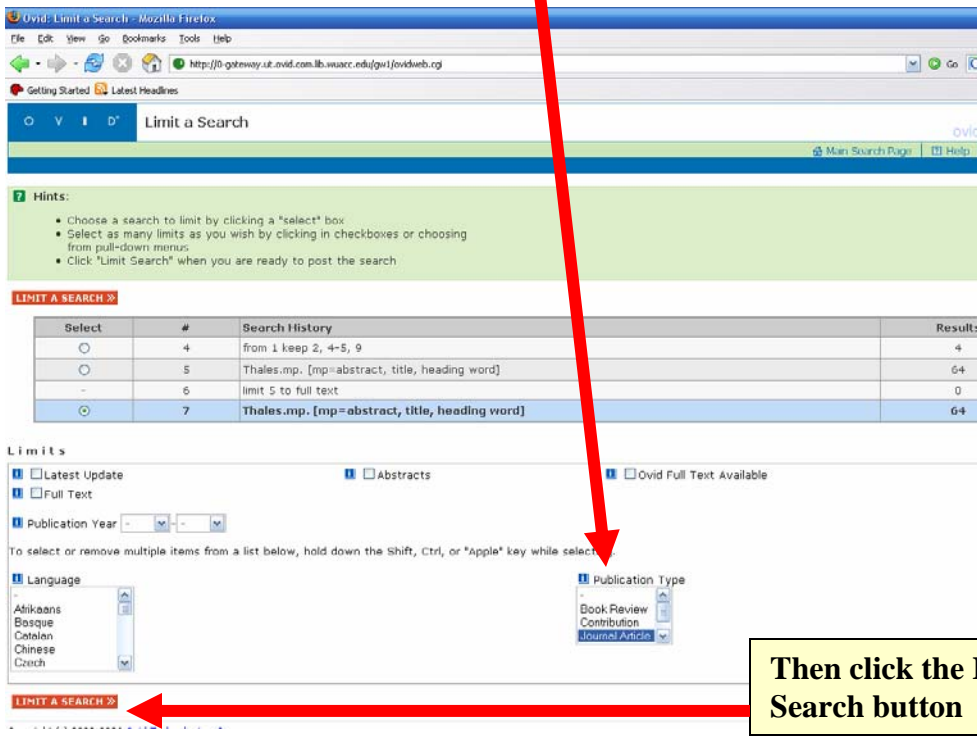 Ovid: Limit a Search - Mozilla Firefox
File Edit View Go Bookmarks Tools Help
http://0-gateway.ut.ovid.com.lib.wuacc.edu/gw1/ovidweb.cgi Go
Getting Started Latest Headlines
O V I D Limit a Search
Main Search Page Help
Hints:
• Choose a search to limit by clicking a "select" box
• Select as many limits as you wish by clicking in checkboxes or choosing
from pull-down menus
• Click "Limit Search" when you are ready to post the search
LIMIT A SEARCH »
Select # Search History Results
4 from 1 keep 2, 4-5, 9 4
5 Thales.mp. [mp=abstract, title, heading word] 64
- 6 limit 5 to full text 0
7 Thales.mp. [mp=abstract, title, heading word] 64
Limits
Latest Update Abstracts Ovid Full Text Available
Full Text
Publication Year - - -
To select or remove multiple items from a list below, hold down the Shift, Ctrl, or "Apple" key while
Language Publication Type
- -
Afrikaans Book Review
Basque Contribution
Catalan Journal Article
Chinese
Czech
Then click the
Search button
LIMIT A SEARCH »